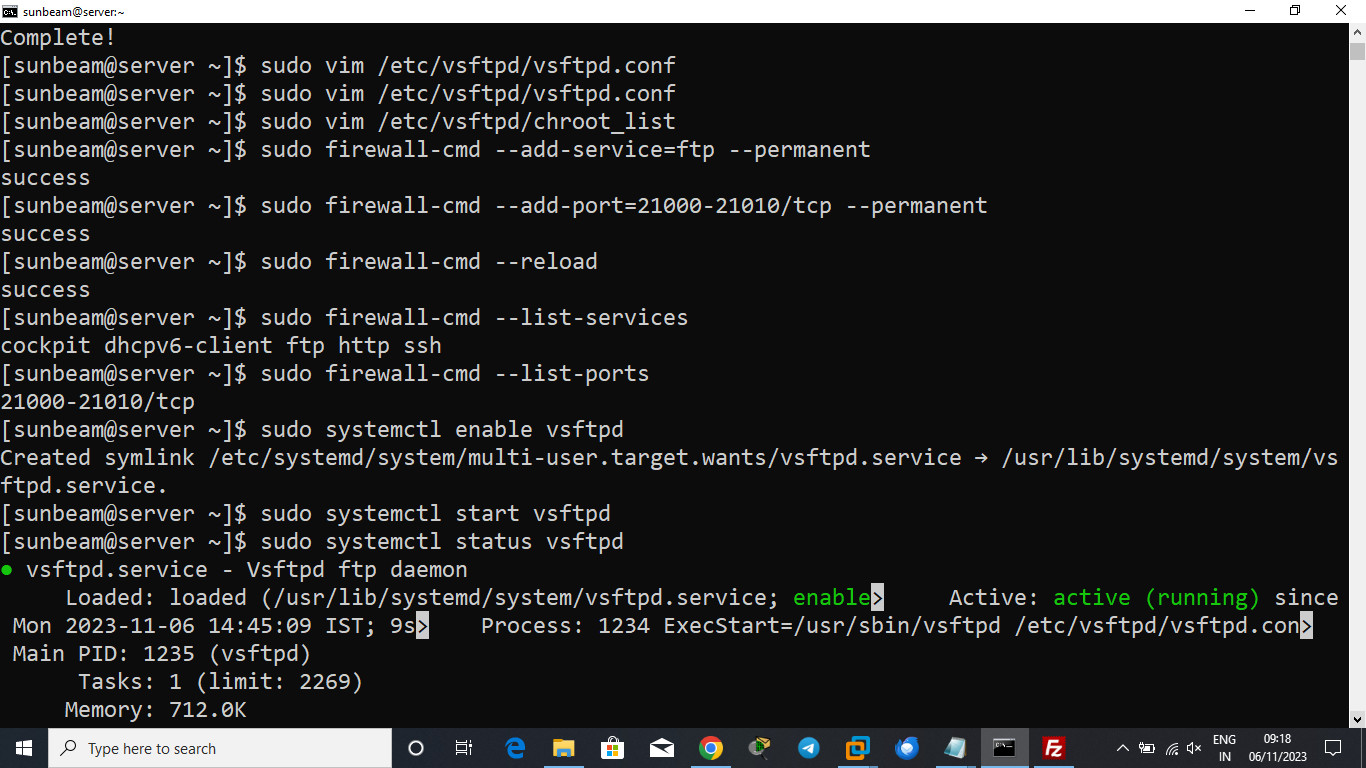 sunbeam@server:~
Complete!
[sunbeam@server ~]$ sudo vim /etc/vsftpd/vsftpd.conf
[sunbeam@server ~]$ sudo vim /etc/vsftpd/vsftpd.conf
[sunbeam@server ~]$ sudo vim /etc/vsftpd/chroot_list
[sunbeam@server ~]$ sudo firewall-cmd --add-service=ftp --permanent
success
[sunbeam@server ~]$ sudo firewall-cmd --add-port=21000-21010/tcp --permanent
success
[sunbeam@server ~]$ sudo firewall-cmd --reload
success
[sunbeam@server ~]$ sudo firewall-cmd --list-services
cockpit dhcpv6-client ftp http ssh
[sunbeam@server ~]$ sudo firewall-cmd --list-ports
21000-21010/tcp
[sunbeam@server ~]$ sudo systemctl enable vsftpd
Created symlink /etc/systemd/system/multi-user.target.wants/vsftpd.service → /usr/lib/systemd/system/vs
ftpd.service.
[sunbeam@server ~]$ sudo systemctl start vsftpd
[sunbeam@server ~]$ sudo systemctl status vsftpd
● vsftpd.service - Vsftpd ftp daemon
     Loaded: loaded (/usr/lib/systemd/system/vsftpd.service; enable>     Active: active (running) since
 Mon 2023-11-06 14:45:09 IST; 9s>    Process: 1234 ExecStart=/usr/sbin/vsftpd /etc/vsftpd/vsftpd.con>
 Main PID: 1235 (vsftpd)
      Tasks: 1 (limit: 2269)
     Memory: 712.0K
Type here to search
ENG
IN
09:18
06/11/2023